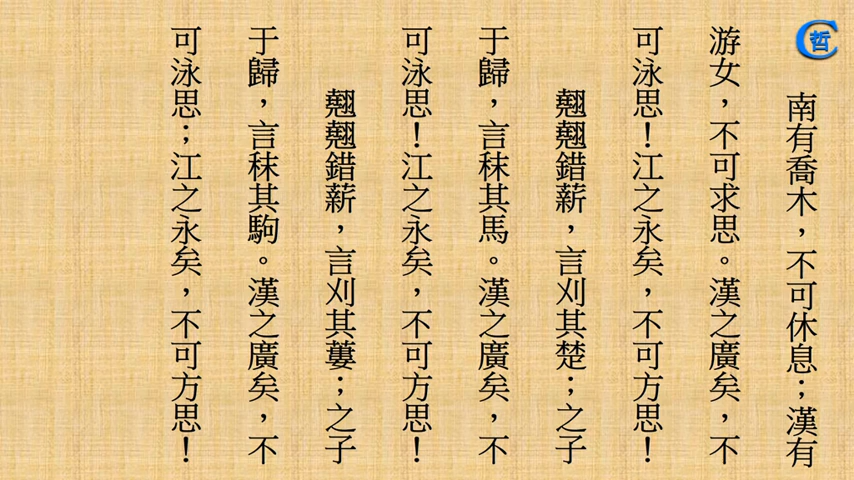 哲
南有喬木，不可休息；漢有
游女，不可求思。漢之廣矣，不
可泳思！江之永矣，不可方思！
翹翹錯薪，言刈其楚；之子
于歸，言秣其馬。漢之廣矣，不
可泳思！江之永矣，不可方思！
翹翹錯薪，言刈其蔞；之子
于歸，言秣其駒。漢之廣矣，不
可泳思；江之永矣，不可方思！